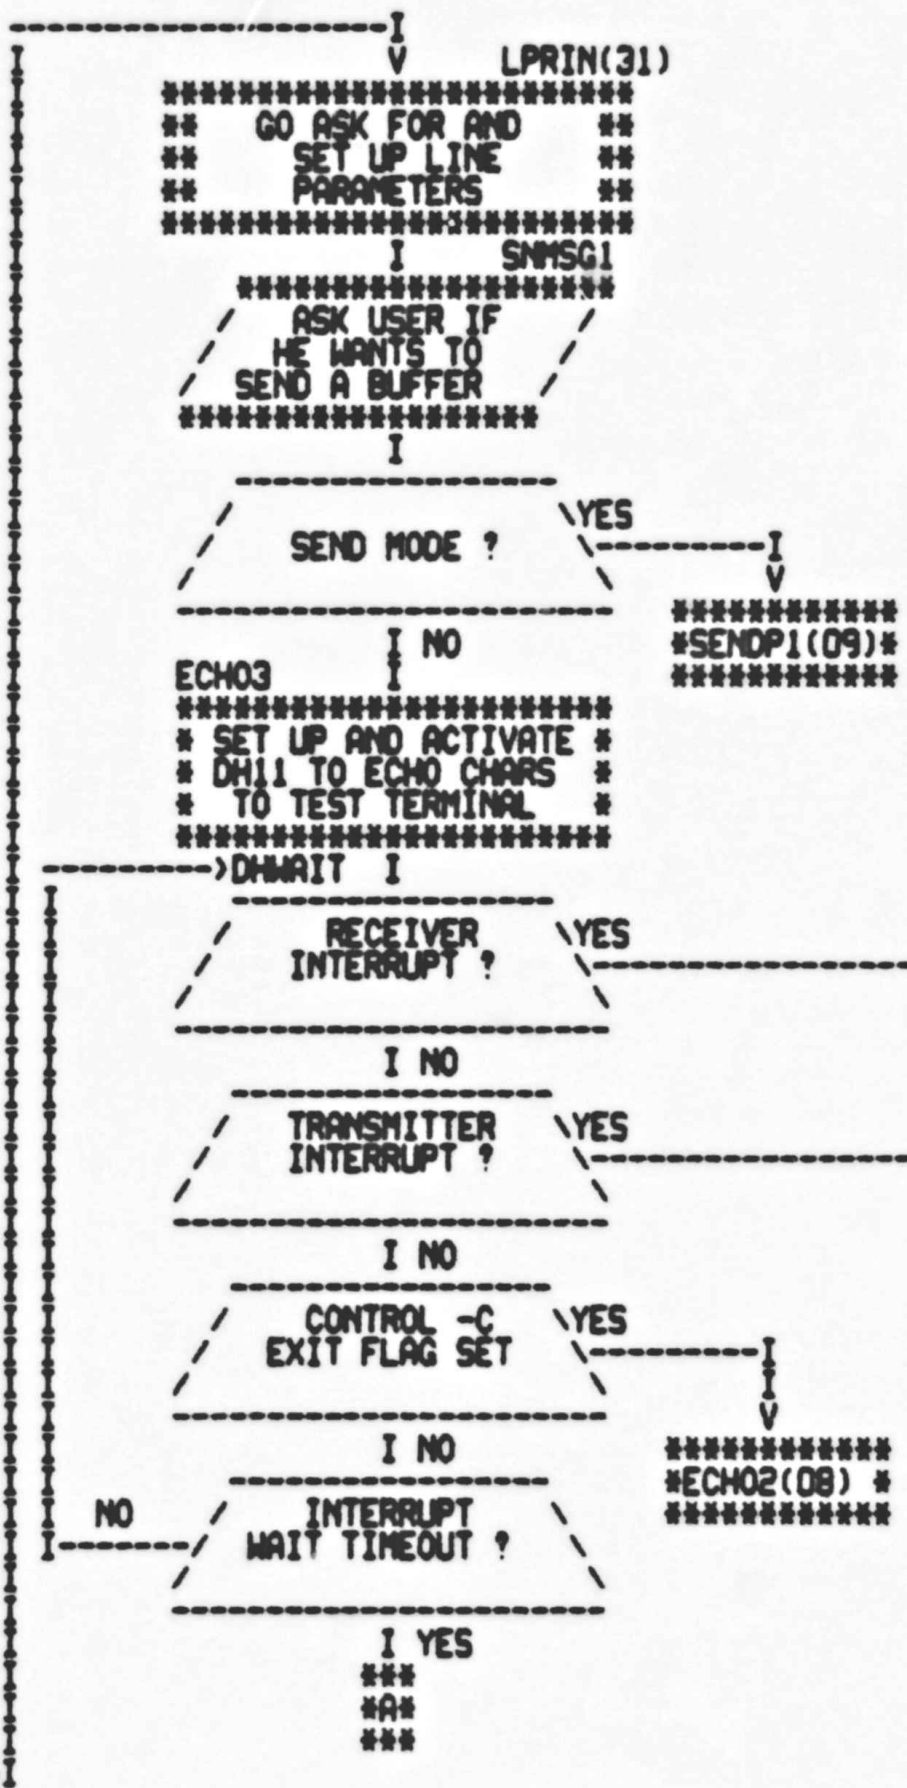 LPRIN(31)
GO ASK FOR AND
SET UP LINE
PARAMETERS
SNMSG1
ASK USER IF
HE WANTS TO
SEND A BUFFER
YES
SEND MODE ?
NO
*SENDP1(09)*
ECHO3
SET UP AND ACTIVATE
DH11 TO ECHO CHARS
TO TEST TERMINAL
DHWAIT
RECEIVER YES
INTERRUPT ?
NO
TRANSMITTER YES
INTERRUPT ?
NO
CONTROL -C YES
EXIT FLAG SET
NO
*ECHO2(08) *
NO INTERRUPT
WAIT TIMEOUT ?
YES
*A*